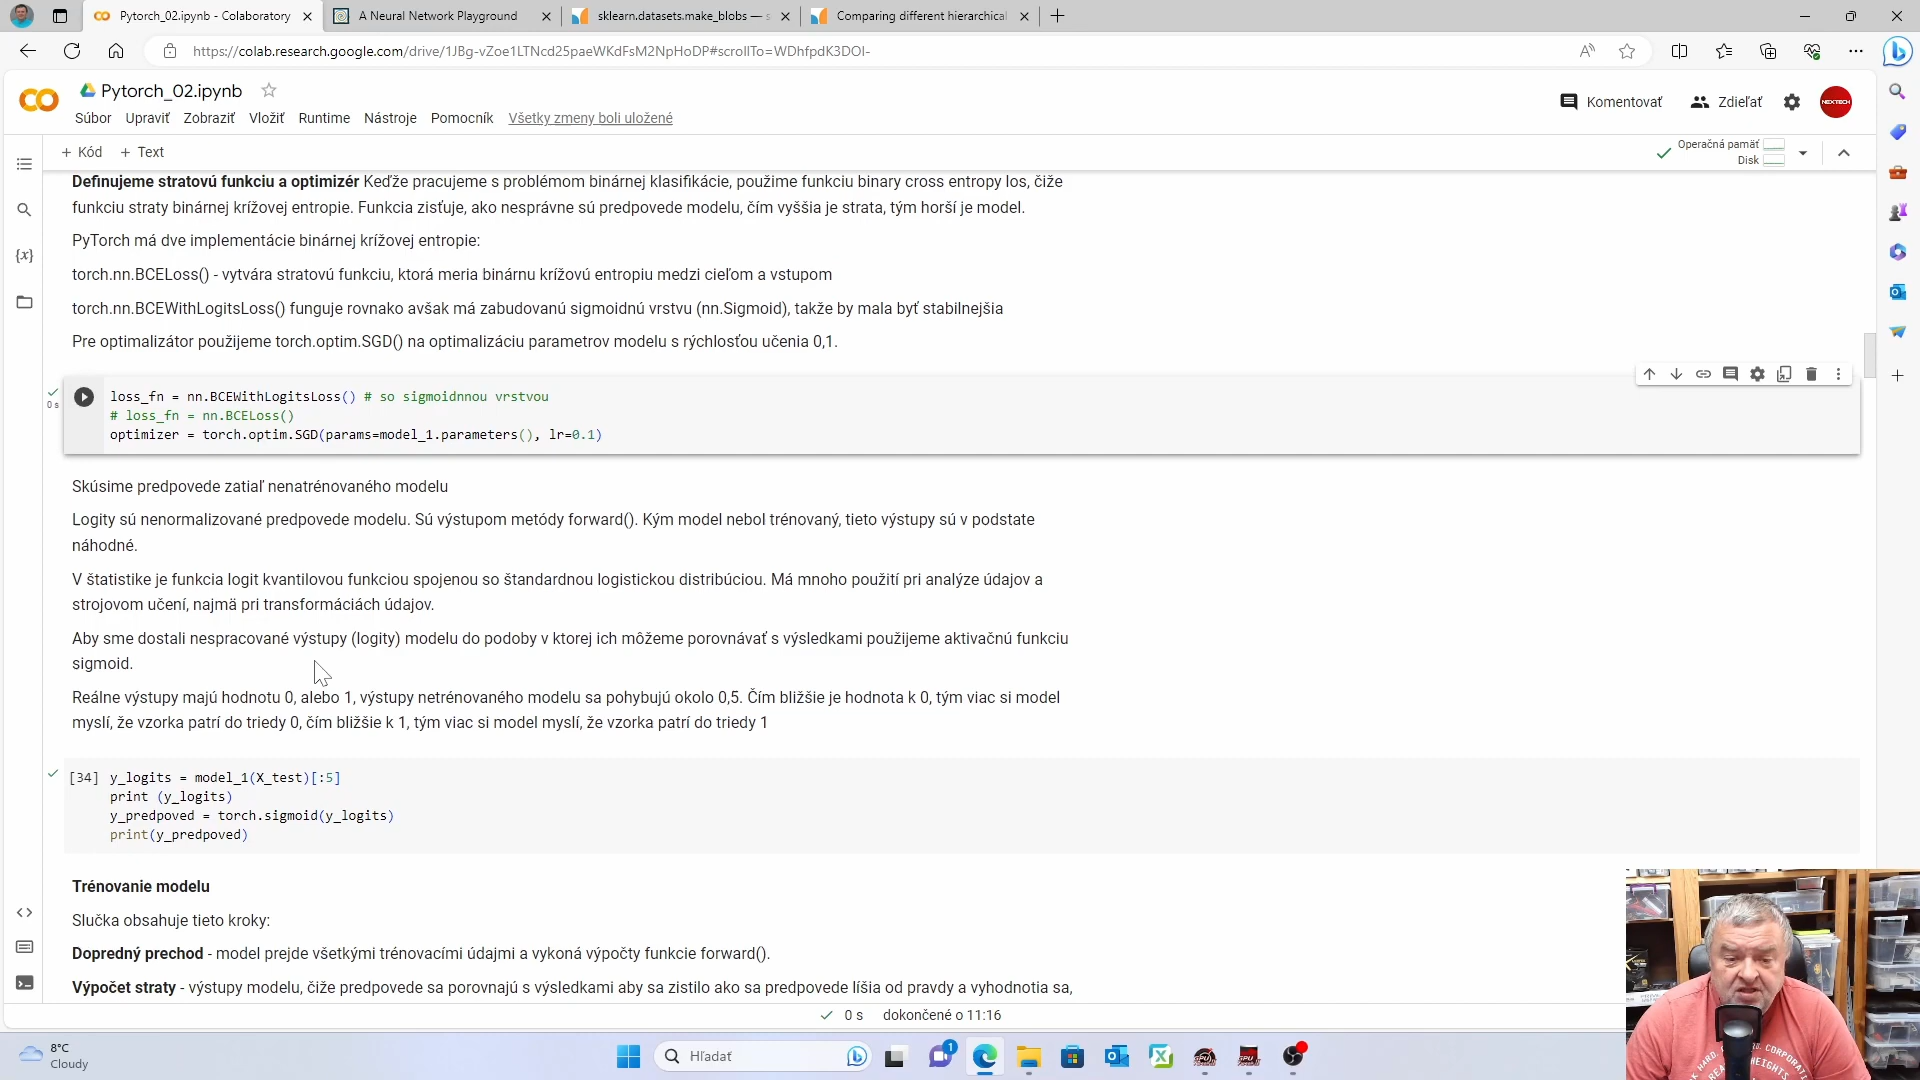 Pytorch_02.ipynb - Colaboratory
A Neural Network Playground
sklearn.datasets.make_blobs — s
Comparing different hierarchical
https://colab.research.google.com/drive/1JBg-vZoe1LTNcd25paeWKdFsM2NpHoDP#scrollTo=WDhfpdK3DOl-
Pytorch_02.ipynb
Súbor Upraviť Zobraziť Vložiť Runtime Nástroje Pomocník Všetky zmeny boli uložené
Komentovať Zdieľať
NEXTECH
+ Kód + Text
Operačná pamäť
Disk
Definujeme stratovú funkciu a optimizér Keďže pracujeme s problémom binárnej klasifikácie, použime funkciu binary cross entropy los, čiže
funkciu straty binárnej krížovej entropie. Funkcia zisťuje, ako nesprávne sú predpovede modelu, čím vyššia je strata, tým horší je model.
PyTorch má dve implementácie binárnej krížovej entropie:
torch.nn.BCELoss() - vytvára stratovú funkciu, ktorá meria binárnu krížovú entropiu medzi cieľom a vstupom
torch.nn.BCEWithLogitsLoss() funguje rovnako avšak má zabudovanú sigmoidnú vrstvu (nn.Sigmoid), takže by mala byť stabilnejšia
Pre optimalizátor použijeme torch.optim.SGD() na optimalizáciu parametrov modelu s rýchlosťou učenia 0,1.
0 s
loss_fn = nn.BCEWithLogitsLoss() # so sigmoidnnou vrstvou
# loss_fn = nn.BCELoss()
optimizer = torch.optim.SGD(params=model_1.parameters(), lr=0.1)
Skúsime predpovede zatiaľ nenatrénovaného modelu
Logity sú nenormalizované predpovede modelu. Sú výstupom metódy forward(). Kým model nebol trénovaný, tieto výstupy sú v podstate
náhodné.
V štatistike je funkcia logit kvantilovou funkciou spojenou so štandardnou logistickou distribúciou. Má mnoho použití pri analýze údajov a
strojovom učení, najmä pri transformáciách údajov.
Aby sme dostali nespracované výstupy (logity) modelu do podoby v ktorej ich môžeme porovnávať s výsledkami použijeme aktivačnú funkciu
sigmoid.
Reálne výstupy majú hodnotu 0, alebo 1, výstupy netrénovaného modelu sa pohybujú okolo 0,5. Čím bližšie je hodnota k 0, tým viac si model
myslí, že vzorka patrí do triedy 0, čím bližšie k 1, tým viac si model myslí, že vzorka patrí do triedy 1
[34] y_logits = model_1(X_test)[:5]
print (y_logits)
y_predpoved = torch.sigmoid(y_logits)
print(y_predpoved)
Trénovanie modelu
Slučka obsahuje tieto kroky:
Dopredný prechod - model prejde všetkými trénovacími údajmi a vykoná výpočty funkcie forward().
Výpočet straty - výstupy modelu, čiže predpovede sa porovnajú s výsledkami aby sa zistilo ako sa predpovede líšia od pravdy a vyhodnotia sa,
0 s dokončené o 11:16
8°C
Cloudy
Hľadať
1